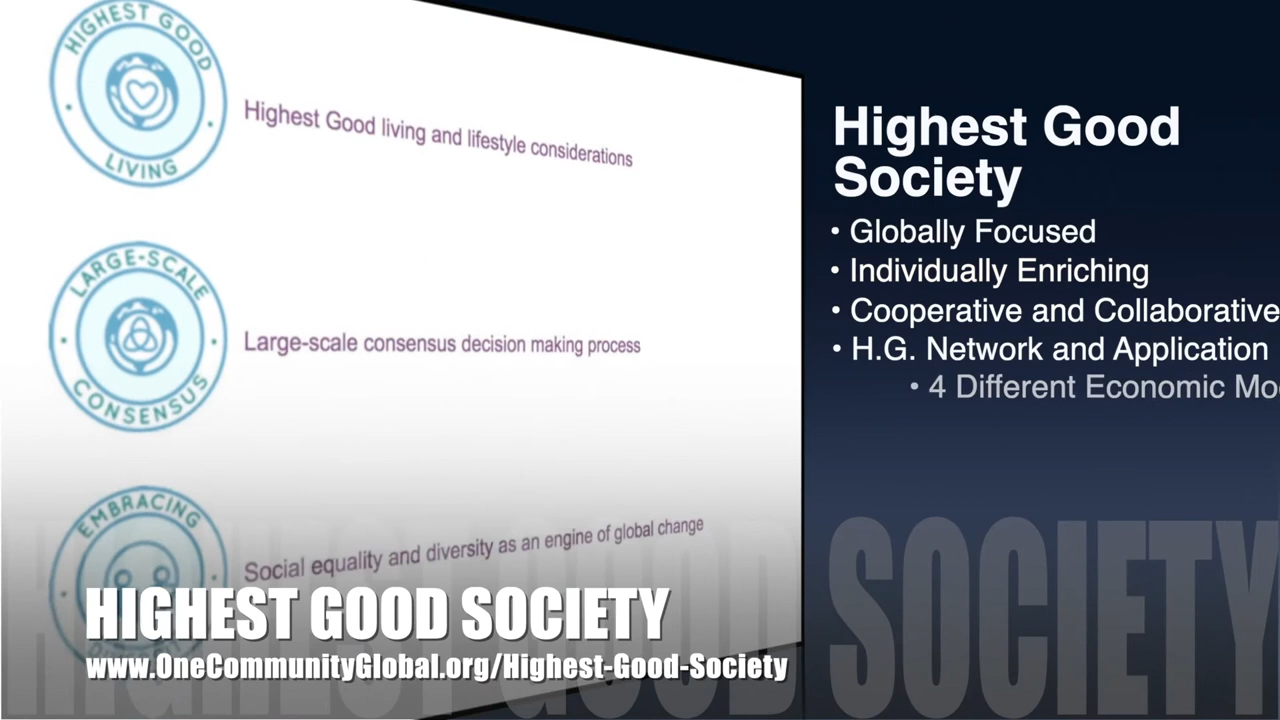 HIGHEST GOOD
LIVING
Highest Good living and lifestyle considerations
LARGE-SCALE
CONSENSUS
Large-scale consensus decision making process
EMBRACING
Social equality and diversity as an engine of global change
Highest Good
Society
• Globally Focused
• Individually Enriching
• Cooperative and Collaborative
• H.G. Network and Application
• 4 Different Economic
HIGHEST GOOD SOCIETY
HIGHEST GOOD SOCIETY
www.OneCommunityGlobal.org/Highest-Good-Society